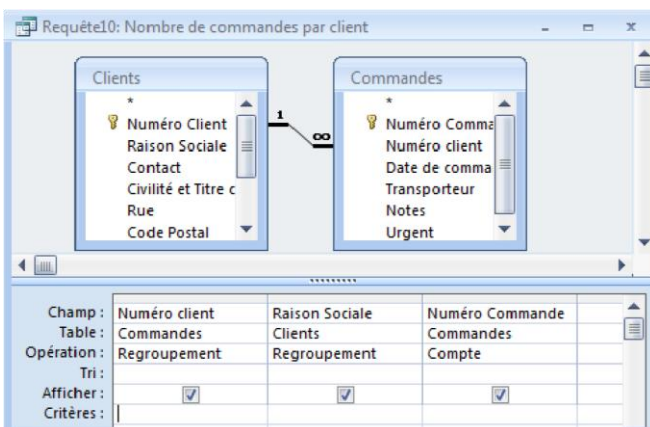 Requête10: Nombre de commandes par client
Clients
*
Numéro Client
Raison Sociale
Contact
Civilité et Titre
Rue
Code Postal
1
∞
Commandes
*
Numéro Comma
Numéro client
Date de comma
Transporteur
Notes
Urgent
Champ : Numéro client Raison Sociale Numéro Commande
Table : Commandes Clients Commandes
Opération : Regroupement Regroupement Compte
Tri :
Afficher :
Critères :